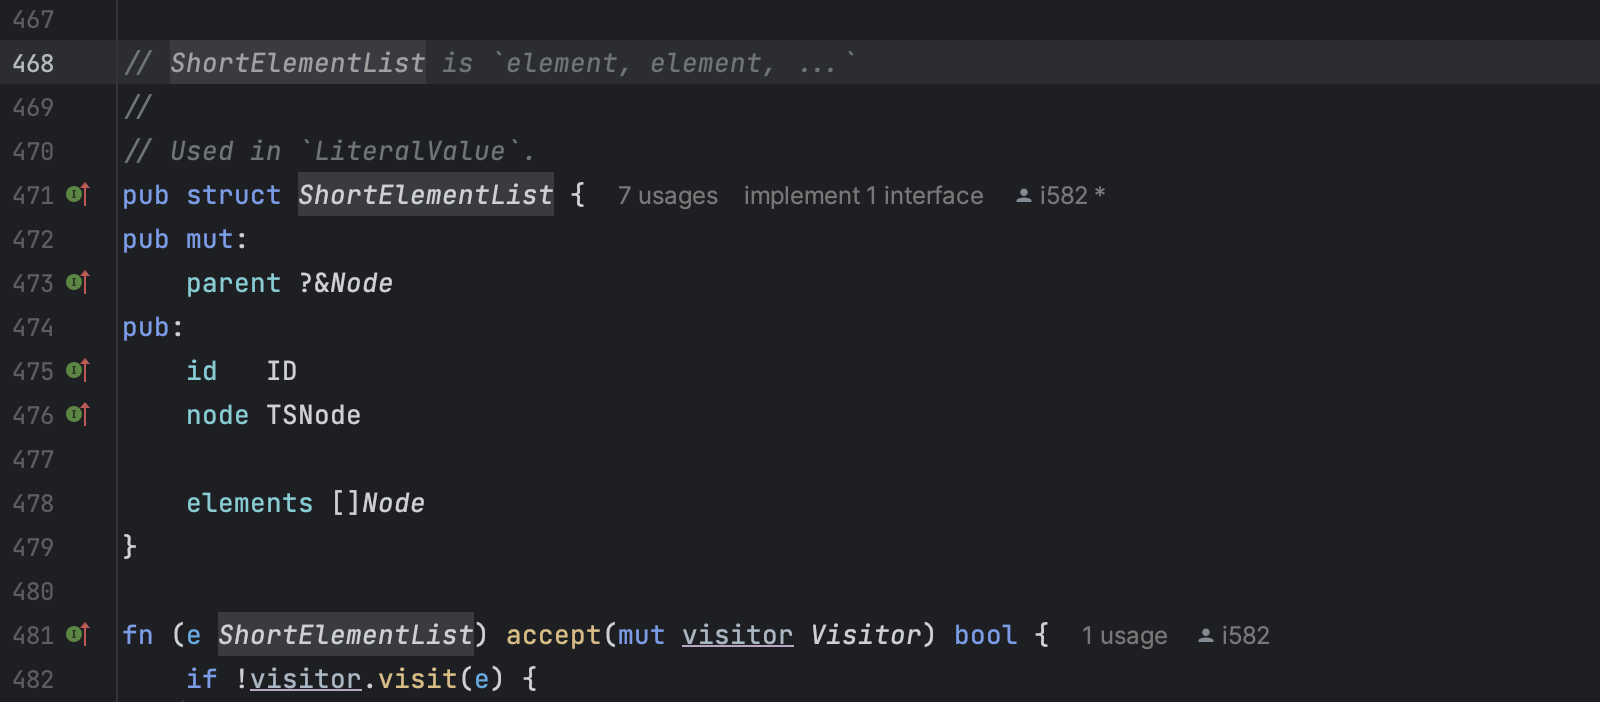 467
468 // ShortElementList is `element, element, ...`
469 //
470 // Used in `LiteralValue`.
471 pub struct ShortElementList { 7 usages implement 1 interface i582 *
472 pub mut:
473 parent ?&Node
474 pub:
475 id ID
476 node TSNode
477
478 elements []Node
479 }
480
481 fn (e ShortElementList) accept(mut visitor Visitor) bool { 1 usage i582
482 if !visitor.visit(e) {